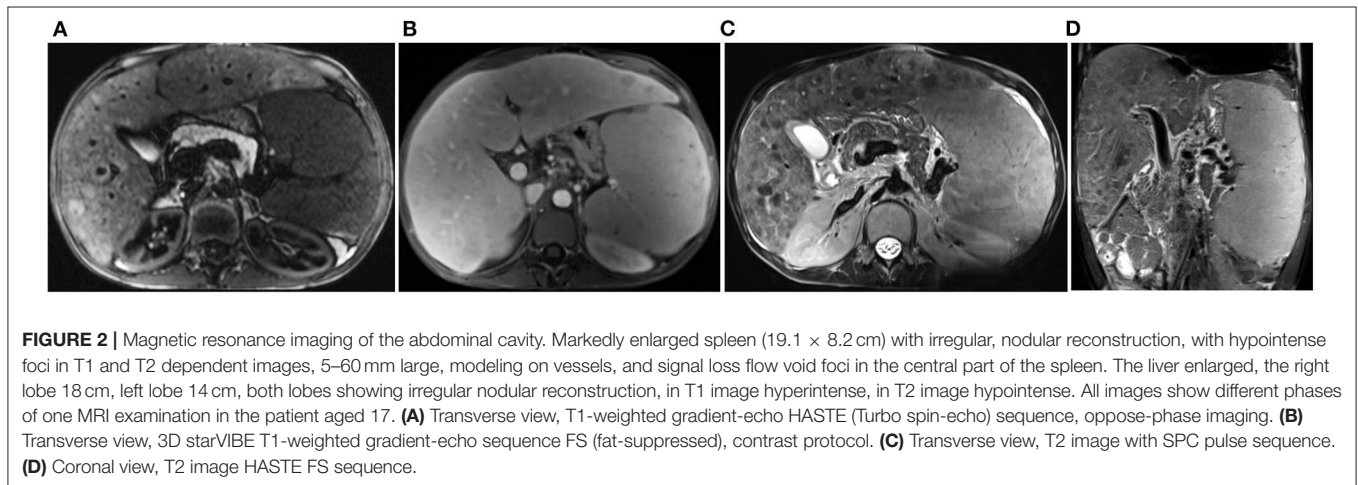 A
B
C
D
FIGURE 2 | Magnetic resonance imaging of the abdominal cavity. Markedly enlarged spleen (19.1 × 8.2 cm) with irregular, nodular reconstruction, with hypointense
foci in T1 and T2 dependent images, 5–60 mm large, modeling on vessels, and signal loss flow void foci in the central part of the spleen. The liver enlarged, the right
lobe 18 cm, left lobe 14 cm, both lobes showing irregular nodular reconstruction, in T1 image hyperintense, in T2 image hypointense. All images show different phases
of one MRI examination in the patient aged 17. (A) Transverse view, T1-weighted gradient-echo HASTE (Turbo spin-echo) sequence, oppose-phase imaging. (B)
Transverse view, 3D starVIBE T1-weighted gradient-echo sequence FS (fat-suppressed), contrast protocol. (C) Transverse view, T2 image with SPC pulse sequence.
(D) Coronal view, T2 image HASTE FS sequence.